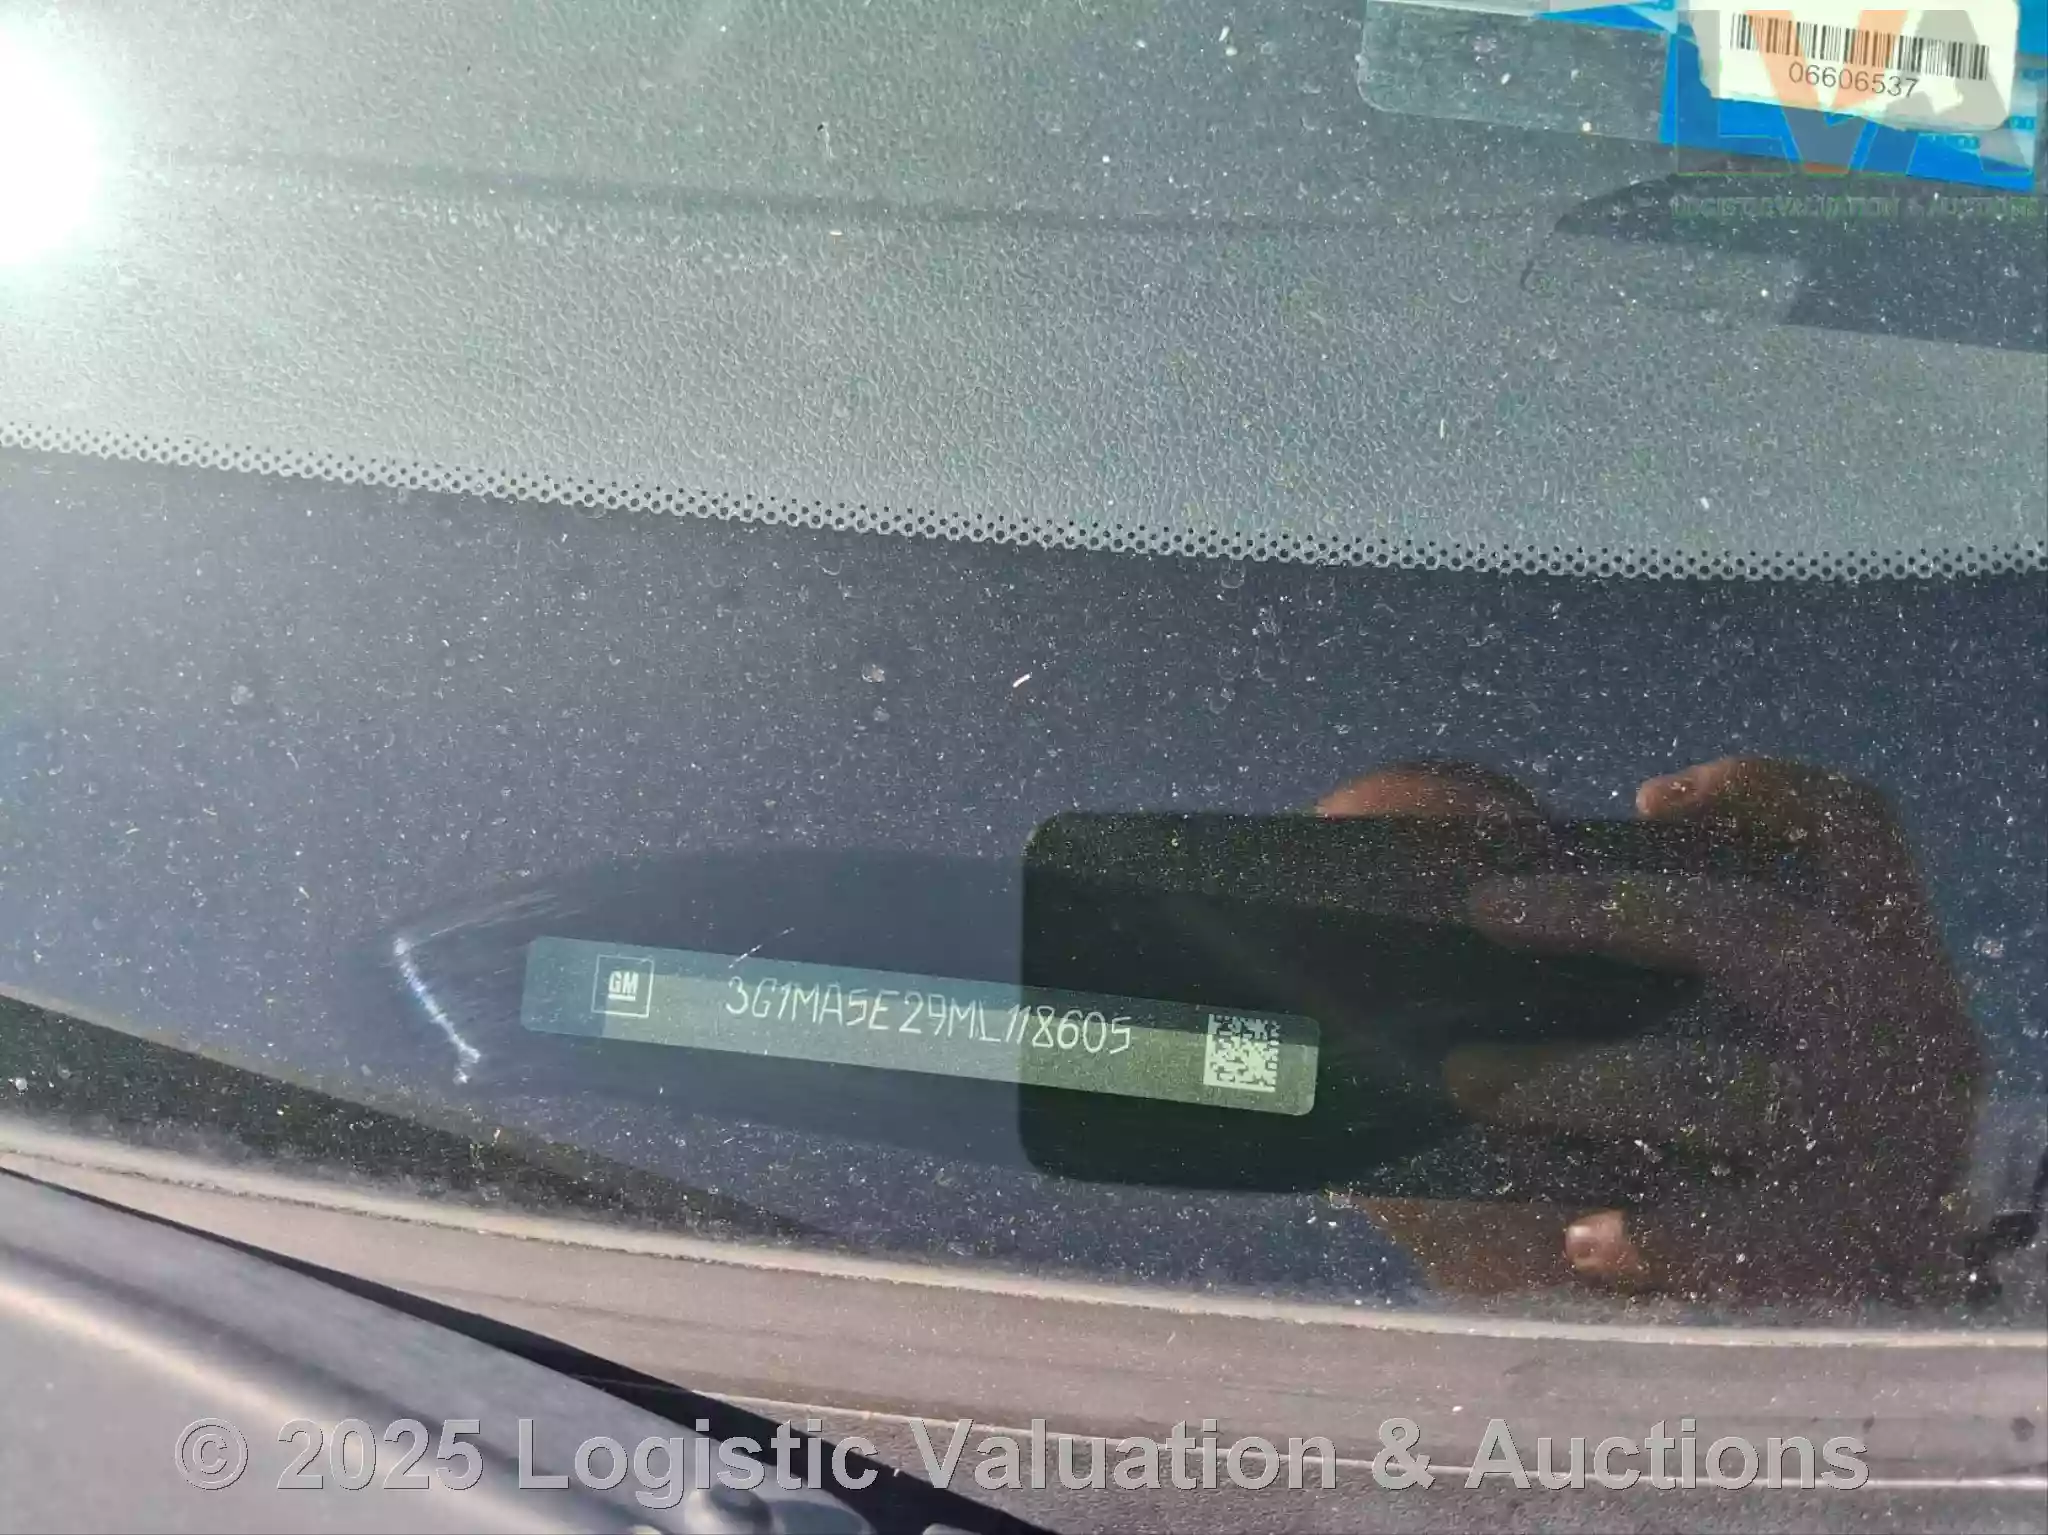 06606537
GM
3G1MA5E29ML118605
© 2025 Logistic Valuation & Auctions